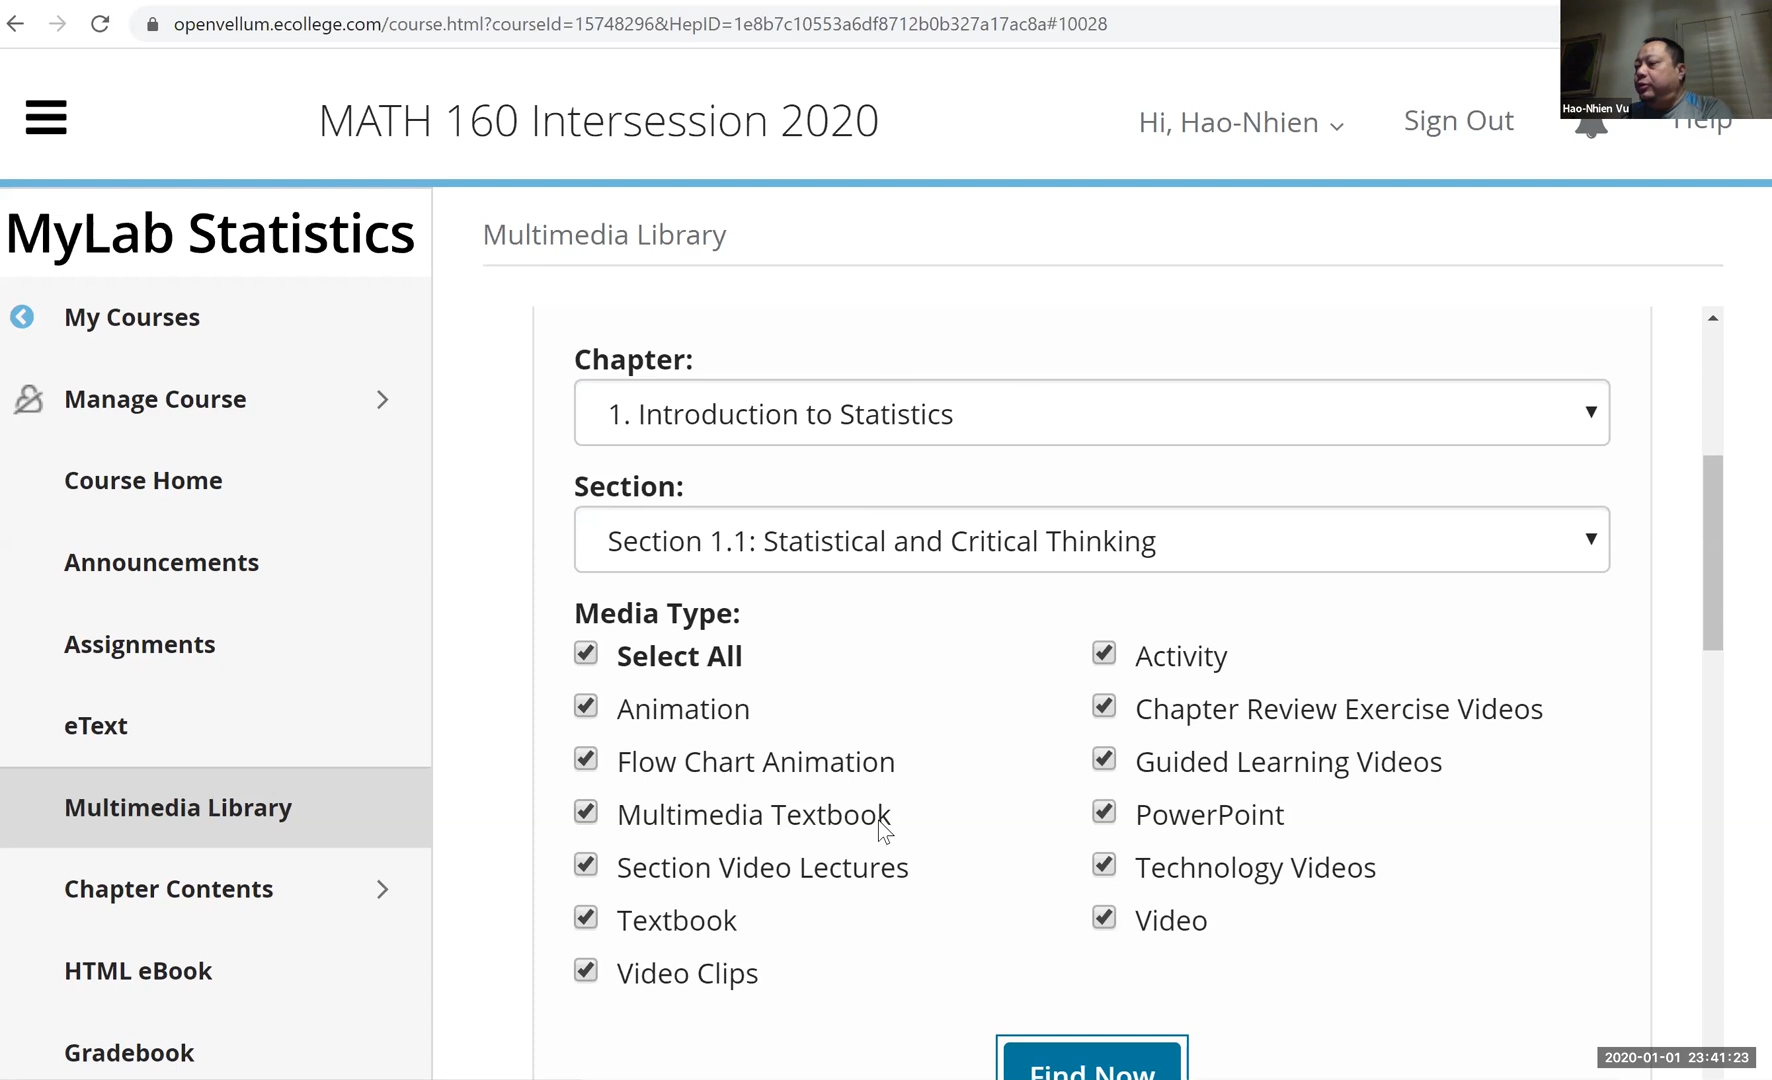 openvellum.ecollege.com/course.html?courseId=15748296&HepID=1e8b7c10553a6df8712b0b327a17ac8a#10028
Hao-Nhien Vu
MATH 160 Intersession 2020
Hi, Hao-Nhien
Sign Out
Help
MyLab Statistics
My Courses
Manage Course
Course Home
Announcements
Assignments
eText
Multimedia Library
Chapter Contents
HTML eBook
Gradebook
Multimedia Library
Chapter:
1. Introduction to Statistics
Section:
Section 1.1: Statistical and Critical Thinking
Media Type:
Select All
Activity
Animation
Chapter Review Exercise Videos
Flow Chart Animation
Guided Learning Videos
Multimedia Textbook
PowerPoint
Section Video Lectures
Technology Videos
Textbook
Video
Video Clips
Find Now
2020-01-01 23:41:23